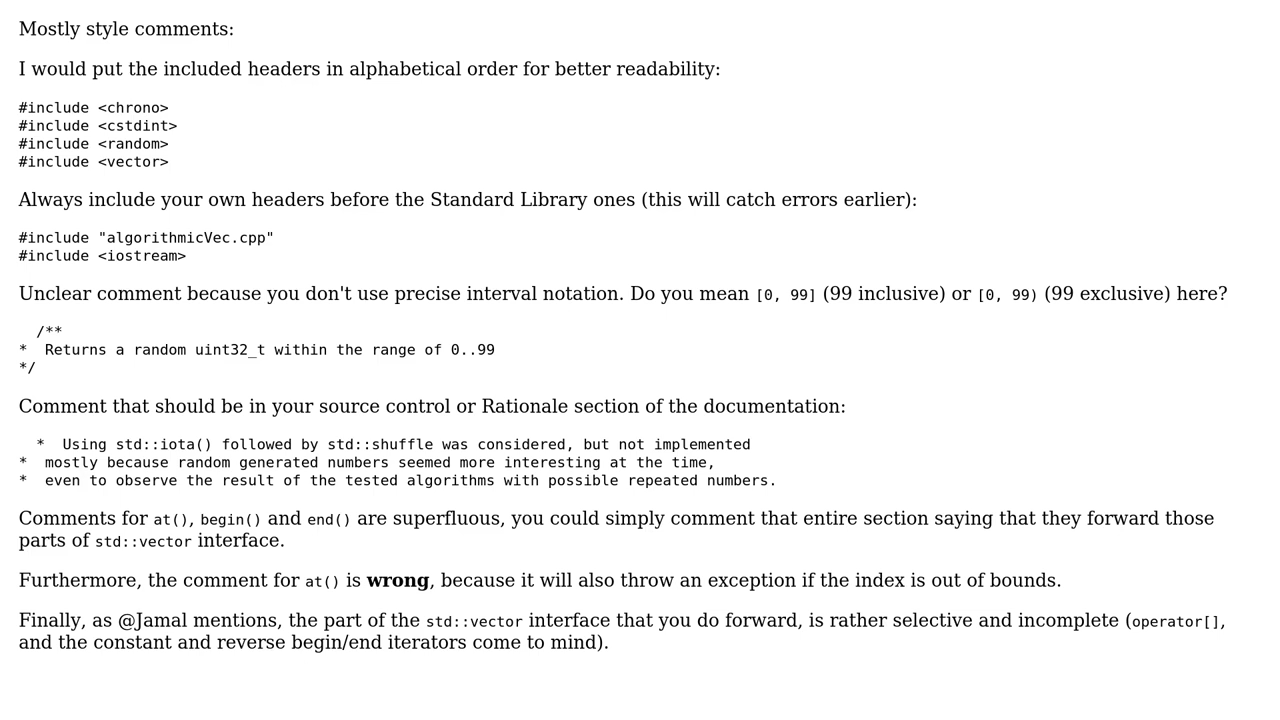 Mostly style comments:
I would put the included headers in alphabetical order for better readability:
#include <chrono>
#include <cstdint>
#include <random>
#include <vector>
Always include your own headers before the Standard Library ones (this will catch errors earlier):
#include "algorithmicVec.cpp"
#include <iostream>
Unclear comment because you don't use precise interval notation. Do you mean [0, 99] (99 inclusive) or [0, 99) (99 exclusive) here?
  /**
*  Returns a random uint32_t within the range of 0..99
*/
Comment that should be in your source control or Rationale section of the documentation:
  *  Using std::iota() followed by std::shuffle was considered, but not implemented
*  mostly because random generated numbers seemed more interesting at the time,
*  even to observe the result of the tested algorithms with possible repeated numbers.
Comments for at(), begin() and end() are superfluous, you could simply comment that entire section saying that they forward those
parts of std::vector interface.
Furthermore, the comment for at() is wrong, because it will also throw an exception if the index is out of bounds.
Finally, as @Jamal mentions, the part of the std::vector interface that you do forward, is rather selective and incomplete (operator[],
and the constant and reverse begin/end iterators come to mind).